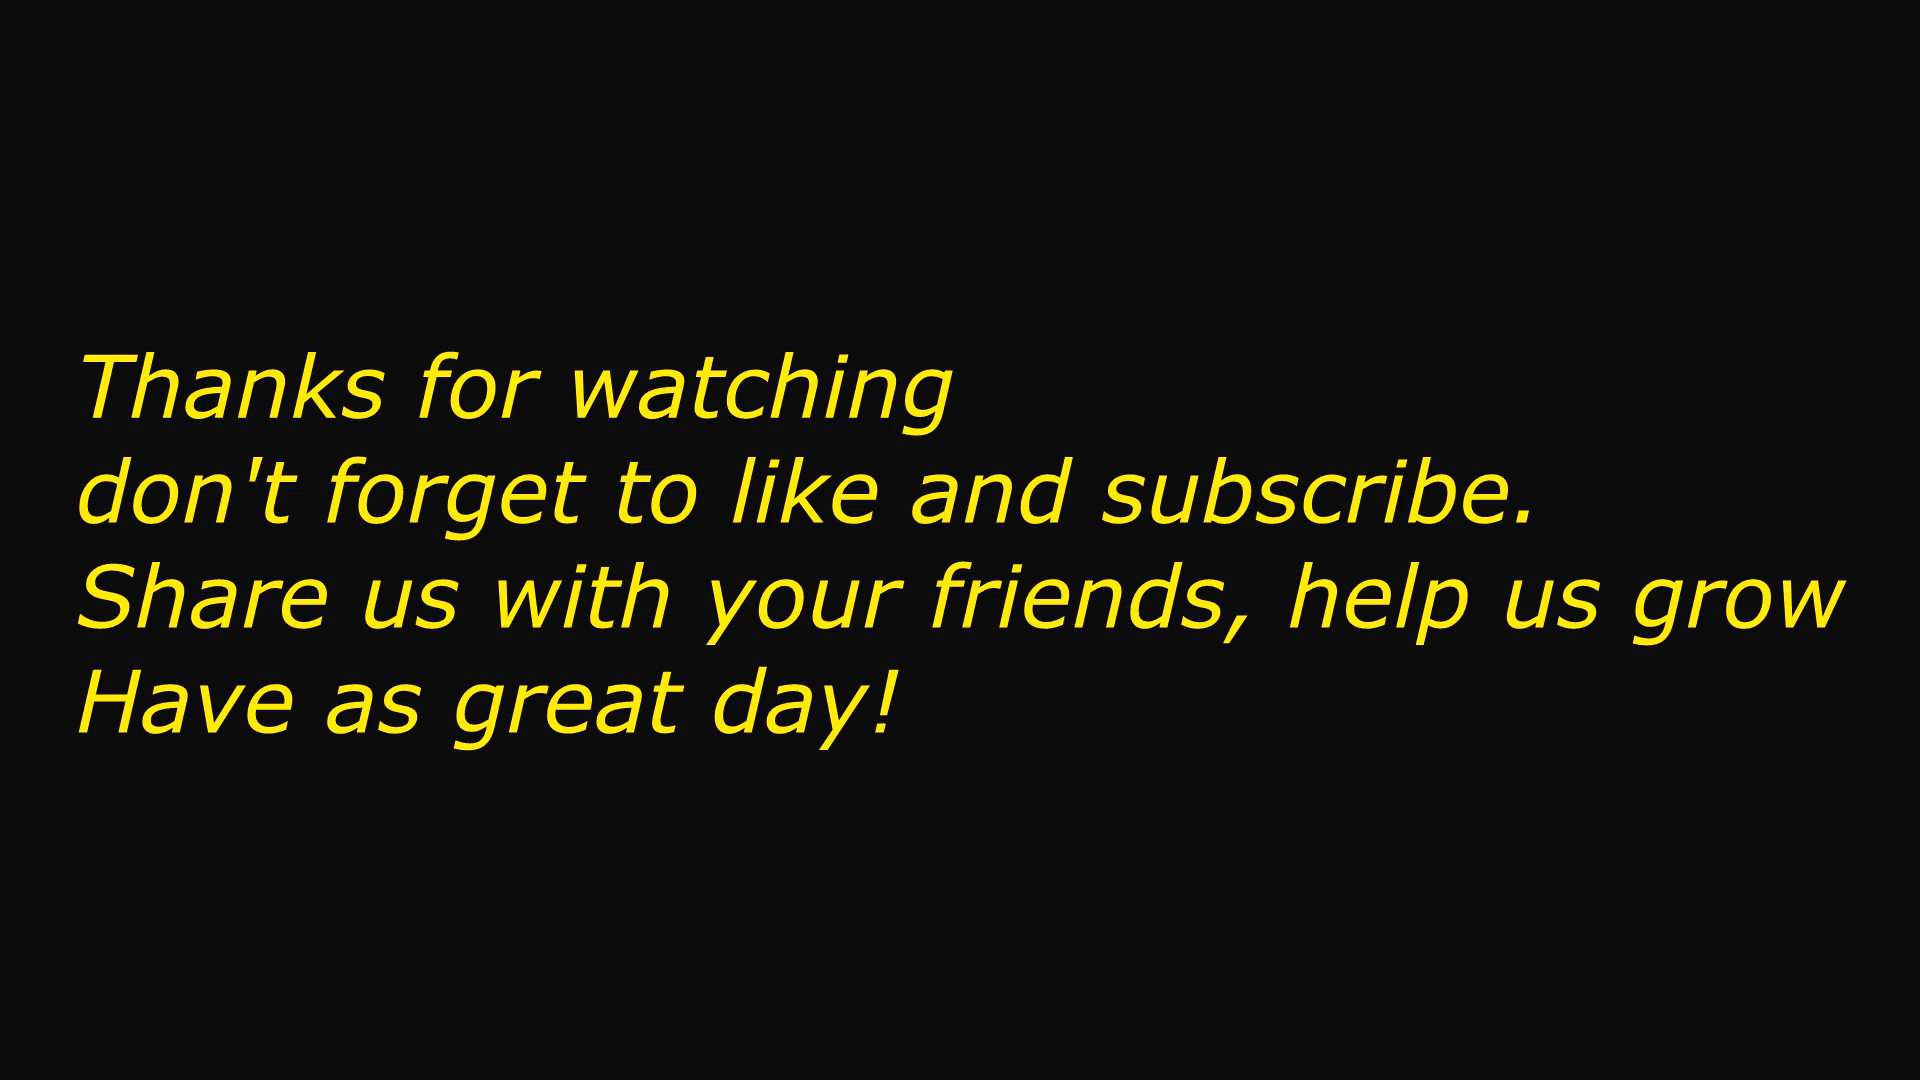 Thanks for watching
don't forget to like and subscribe.
Share us with your friends, help us grow
Have as great day!